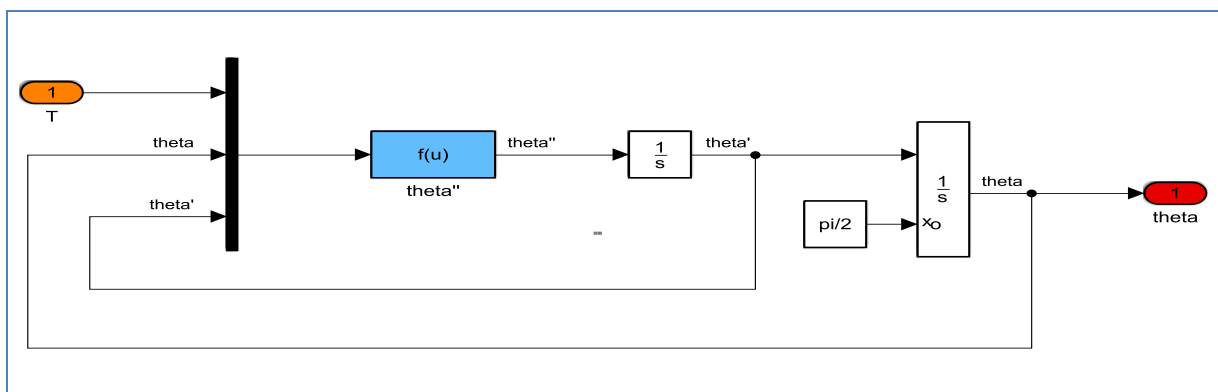 1
T
theta
theta'
f(u)
theta''
theta''
1
s
theta'
pi/2
1
s
xo
theta
1
theta